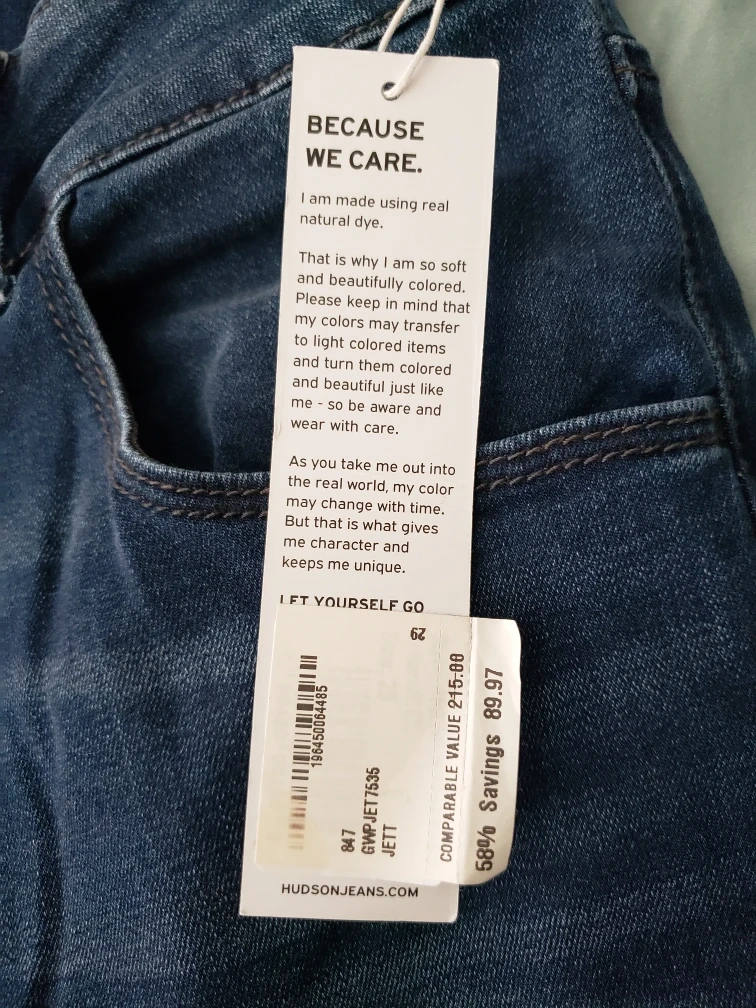 BECAUSE
WE CARE.
I am made using real
natural dye.
That is why I am so soft
and beautifully colored.
Please keep in mind that
my colors may transfer
to light colored items
and turn them colored
and beautiful just like
me - so be aware and
wear with care.
As you take me out into
the real world, my color
may change with time.
But that is what gives
me character and
keeps me unique.
LET YOURSELF GO
29
196450064485
847
GWPJET7535
JETT
COMPARABLE VALUE 215.00
58% Savings 89.97
HUDSONJEANS.COM